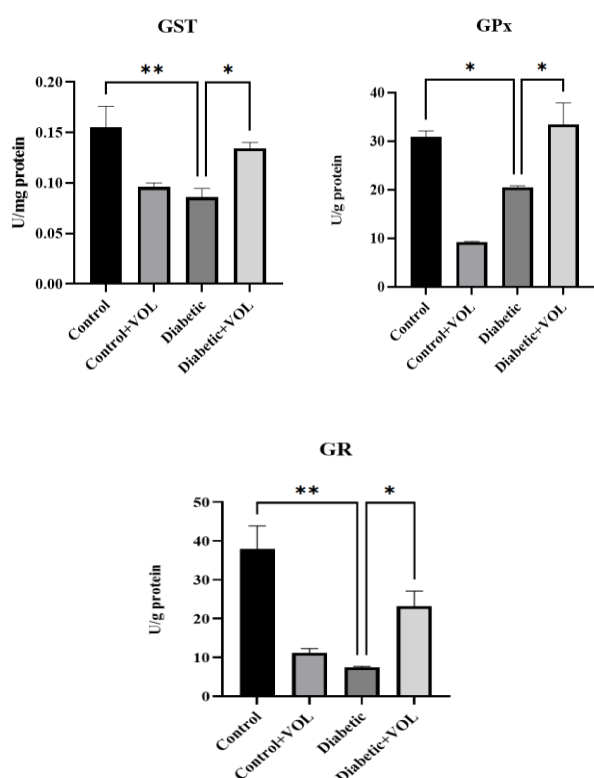 GST
** *
U/mg protein
0.20
0.15
0.10
0.05
0.00
Control
Control+VOL
Diabetic
Diabetic+VOL
GPx
* *
U/g protein
40
30
20
10
0
Control
Control+VOL
Diabetic
Diabetic+VOL
GR
** *
U/g protein
50
40
30
20
10
0
Control
Control+VOL
Diabetic
Diabetic+VOL